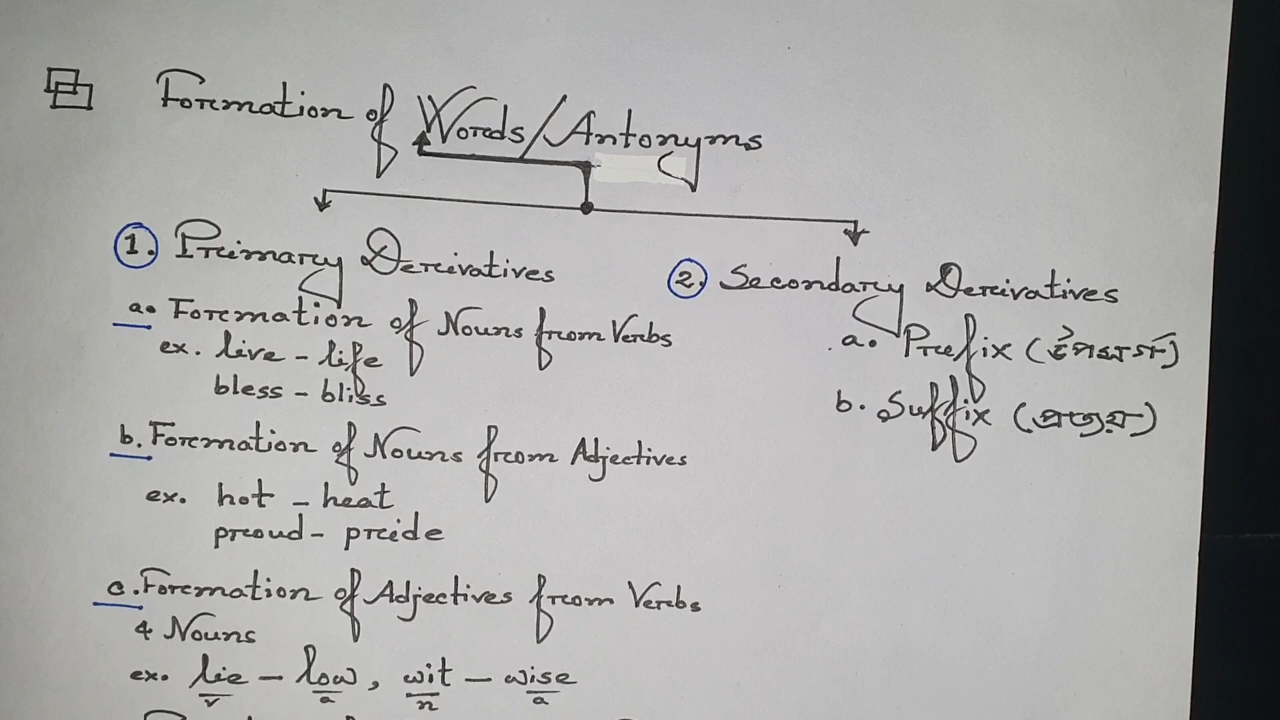 Formation of Words/Antonyms
1. Primary Derivatives
a. Formation of Nouns from Verbs
ex. live - life
bless - bliss
b. Formation of Nouns from Adjectives
ex. hot - heat
proud - pride
c. Formation of Adjectives from Verbs
& Nouns
ex. lie - low, wit - wise
v a n a
2. Secondary Derivatives
a. Prefix (উপসর্গ)
b. Suffix (প্রত্যয়)